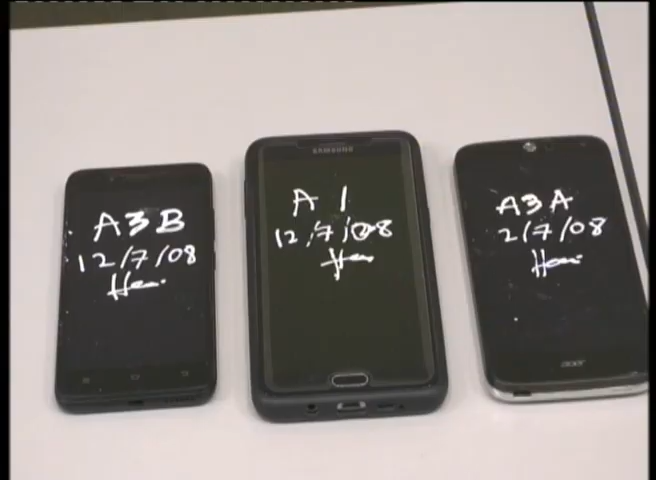 A3B
12/7/08
SAMSUNG
A 1
12/7/08
A3A
2/7/08
acer